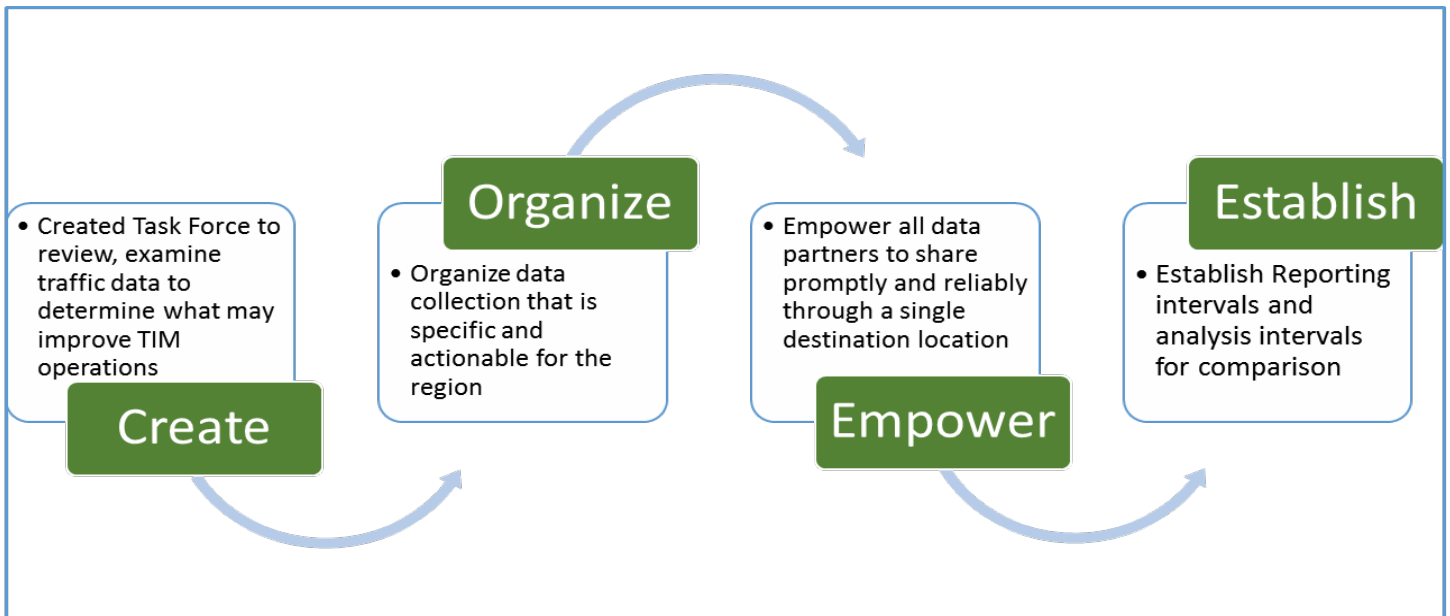 • Created Task Force to
review, examine
traffic data to
determine what may
improve TIM
operations
Create
Organize
• Organize data
collection that is
specific and
actionable for the
region
• Empower all data
partners to share
promptly and reliably
through a single
destination location
Empower
Establish
• Establish Reporting
intervals and
analysis intervals
for comparison